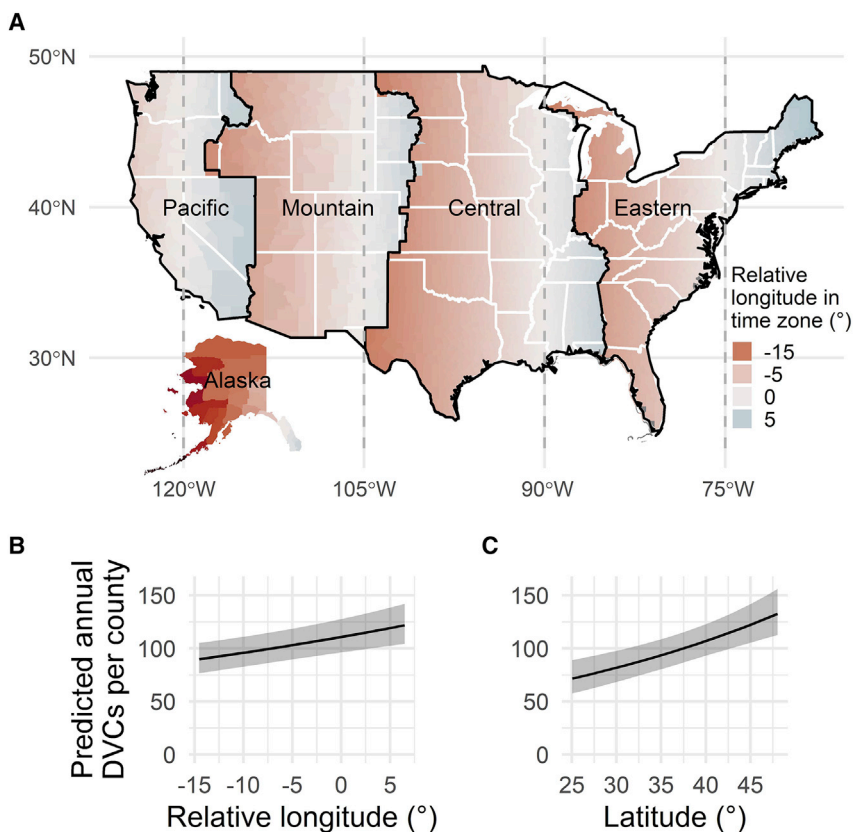 A
50°N
40°N
30°N
Pacific
Mountain
Central
Eastern
Alaska
Relative
longitude in
time zone (°)
-15
-5
0
5
120°W
105°W
90°W
75°W
B
Predicted annual
DVCs per county
150
100
50
0
-15 -10 -5 0 5
Relative longitude (°)
C
150
100
50
0
25 30 35 40 45
Latitude (°)